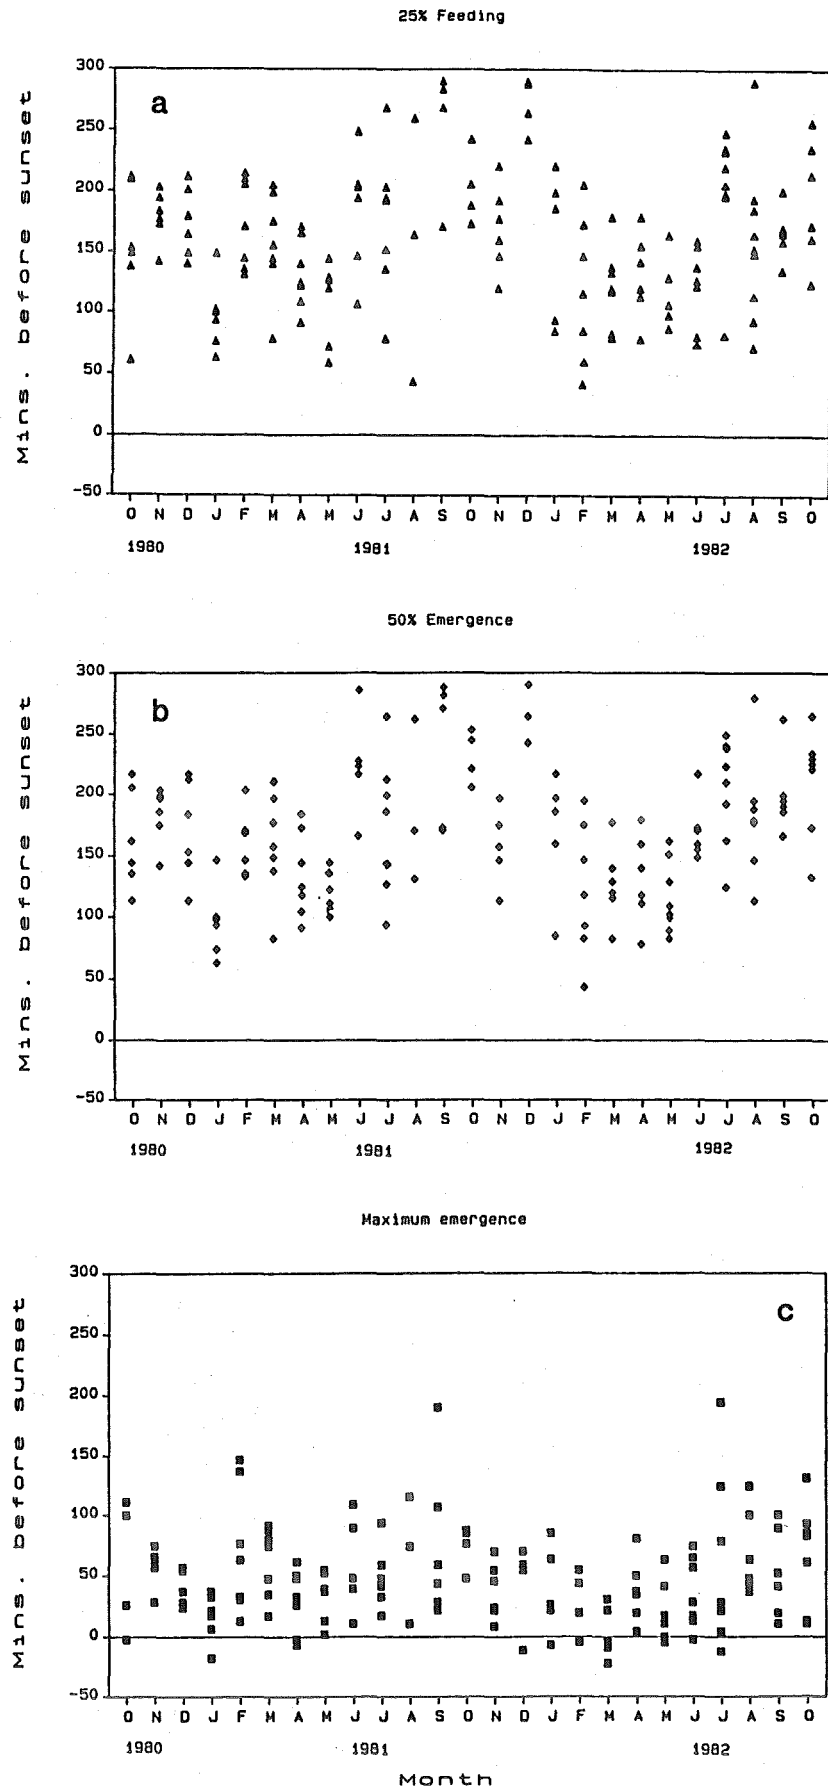 25% Feeding
Mins. before sunset
300
a
250
200
150
100
50
0
-50
O N D J F M A M J J A S O N D J F M A M J J A S O
1980 1981 1982
50% Emergence
Mins. before sunset
300
b
250
200
150
100
50
0
-50
O N D J F M A M J J A S O N D J F M A M J J A S O
1980 1981 1982
Maximum emergence
Mins. before sunset
300
c
250
200
150
100
50
0
-50
O N D J F M A M J J A S O N D J F M A M J J A S O
1980 1981 1982
Month